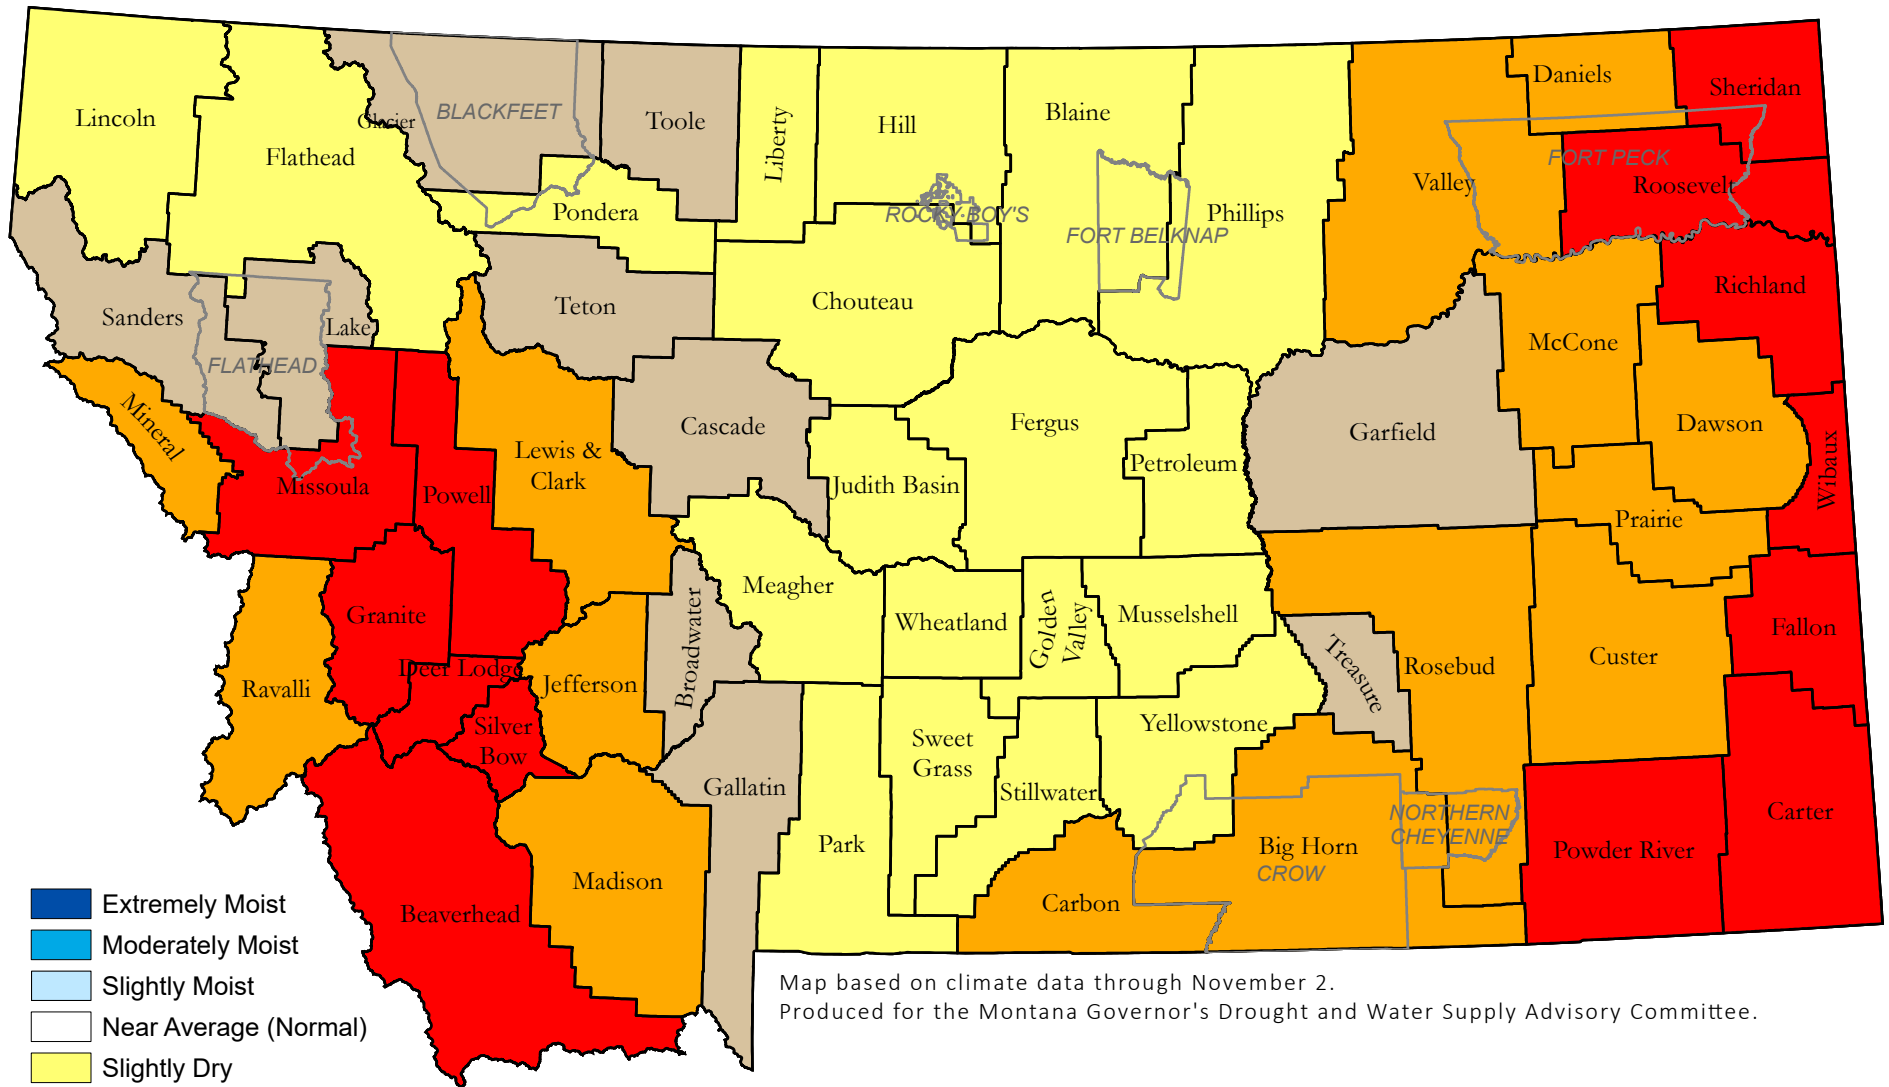 Daniels
Sheridan
Lincoln
BLACKFEET
Glacier
Toole
Liberty
Hill
Blaine
Flathead
FORT PECK
Valley
Roosevelt
Pondera
ROCKY BOY'S
Phillips
FORT BELKNAP
Richland
Sanders
Lake
Teton
Chouteau
McCone
FLATHEAD
Mineral
Cascade
Fergus
Garfield
Dawson
Lewis &
Clark
Petroleum
Wibaux
Missoula
Powell
Judith Basin
Prairie
Meagher
Granite
Broadwater
Wheatland
Golden
Valley
Musselshell
Fallon
Deer Lodge
Ravalli
Jefferson
Treasure
Rosebud
Custer
Silver
Bow
Sweet
Grass
Yellowstone
Gallatin
Stillwater
NORTHERN
CHEYENNE
Carter
Park
Big Horn
CROW
Powder River
Madison
Beaverhead
Carbon
Extremely Moist
Moderately Moist
Slightly Moist
Near Average (Normal)
Slightly Dry
Map based on climate data through November 2.
Produced for the Montana Governor's Drought and Water Supply Advisory Committee.